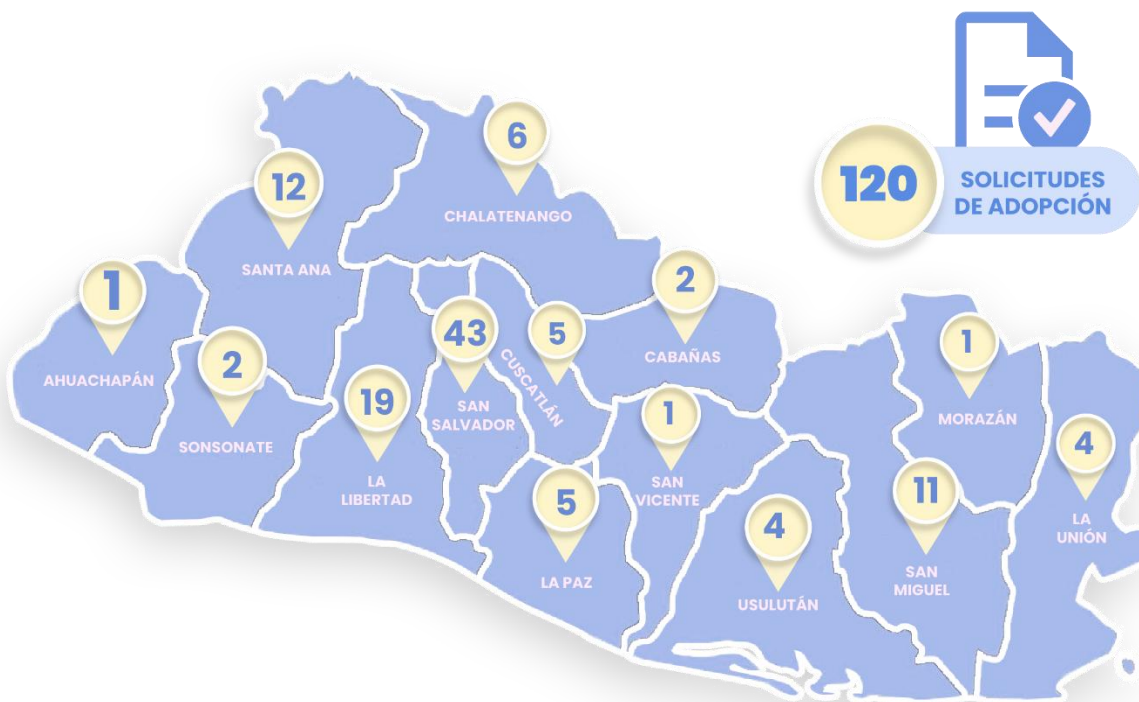 120
SOLICITUDES
DE ADOPCIÓN
6
CHALATENANGO
12
SANTA ANA
1
AHUACHAPÁN
2
SONSONATE
19
LA
LIBERTAD
43
SAN
SALVADOR
5
CUSCATLÁN
2
CABAÑAS
1
SAN
VICENTE
5
LA PAZ
4
USULUTÁN
1
MORAZÁN
11
SAN
MIGUEL
4
LA
UNIÓN